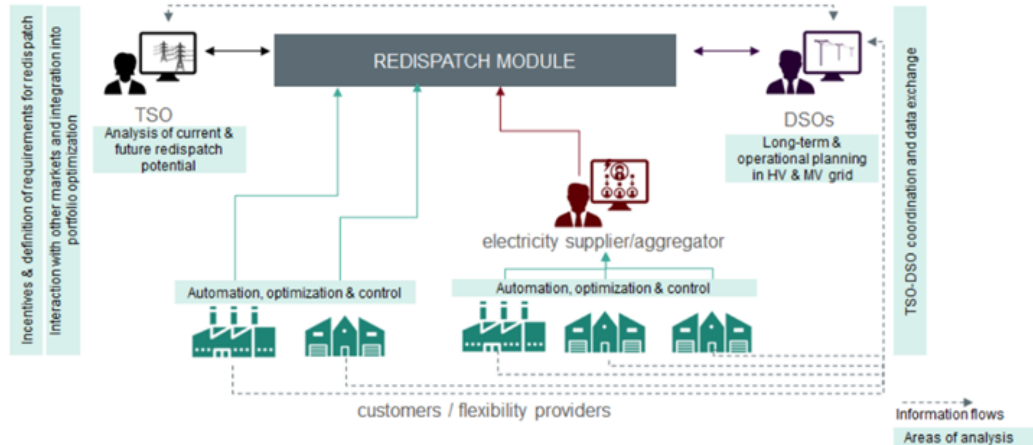 Incentives & definition of requirements for redispatch
Interaction with other markets and integration into
portfolio optimization
REDISPATCH MODULE
TSO
Analysis of current &
future redispatch
potential
DSOs
Long-term &
operational planning
in HV & MV grid
TSO-DSO coordination and data exchange
electricity supplier/aggregator
Automation, optimization & control
Automation, optimization & control
customers / flexibility providers
Information flows
Areas of analysis